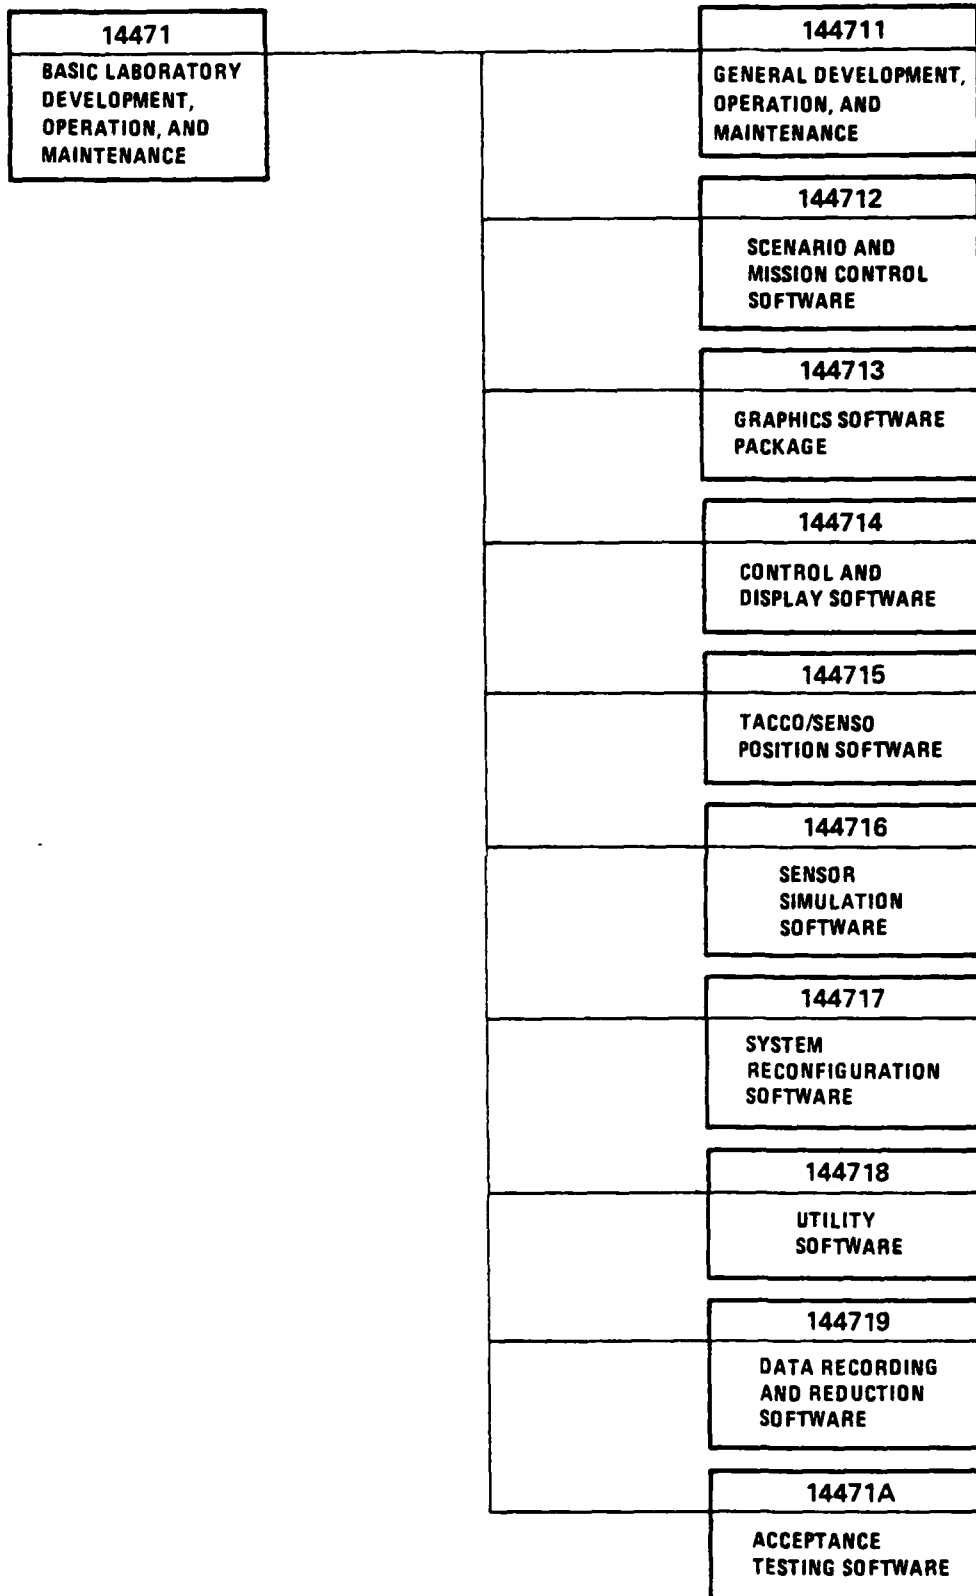 14471
BASIC LABORATORY
DEVELOPMENT,
OPERATION, AND
MAINTENANCE
144711
GENERAL DEVELOPMENT,
OPERATION, AND
MAINTENANCE
144712
SCENARIO AND
MISSION CONTROL
SOFTWARE
144713
GRAPHICS SOFTWARE
PACKAGE
144714
CONTROL AND
DISPLAY SOFTWARE
144715
TACCO/SENSO
POSITION SOFTWARE
144716
SENSOR
SIMULATION
SOFTWARE
144717
SYSTEM
RECONFIGURATION
SOFTWARE
144718
UTILITY
SOFTWARE
144719
DATA RECORDING
AND REDUCTION
SOFTWARE
14471A
ACCEPTANCE
TESTING SOFTWARE